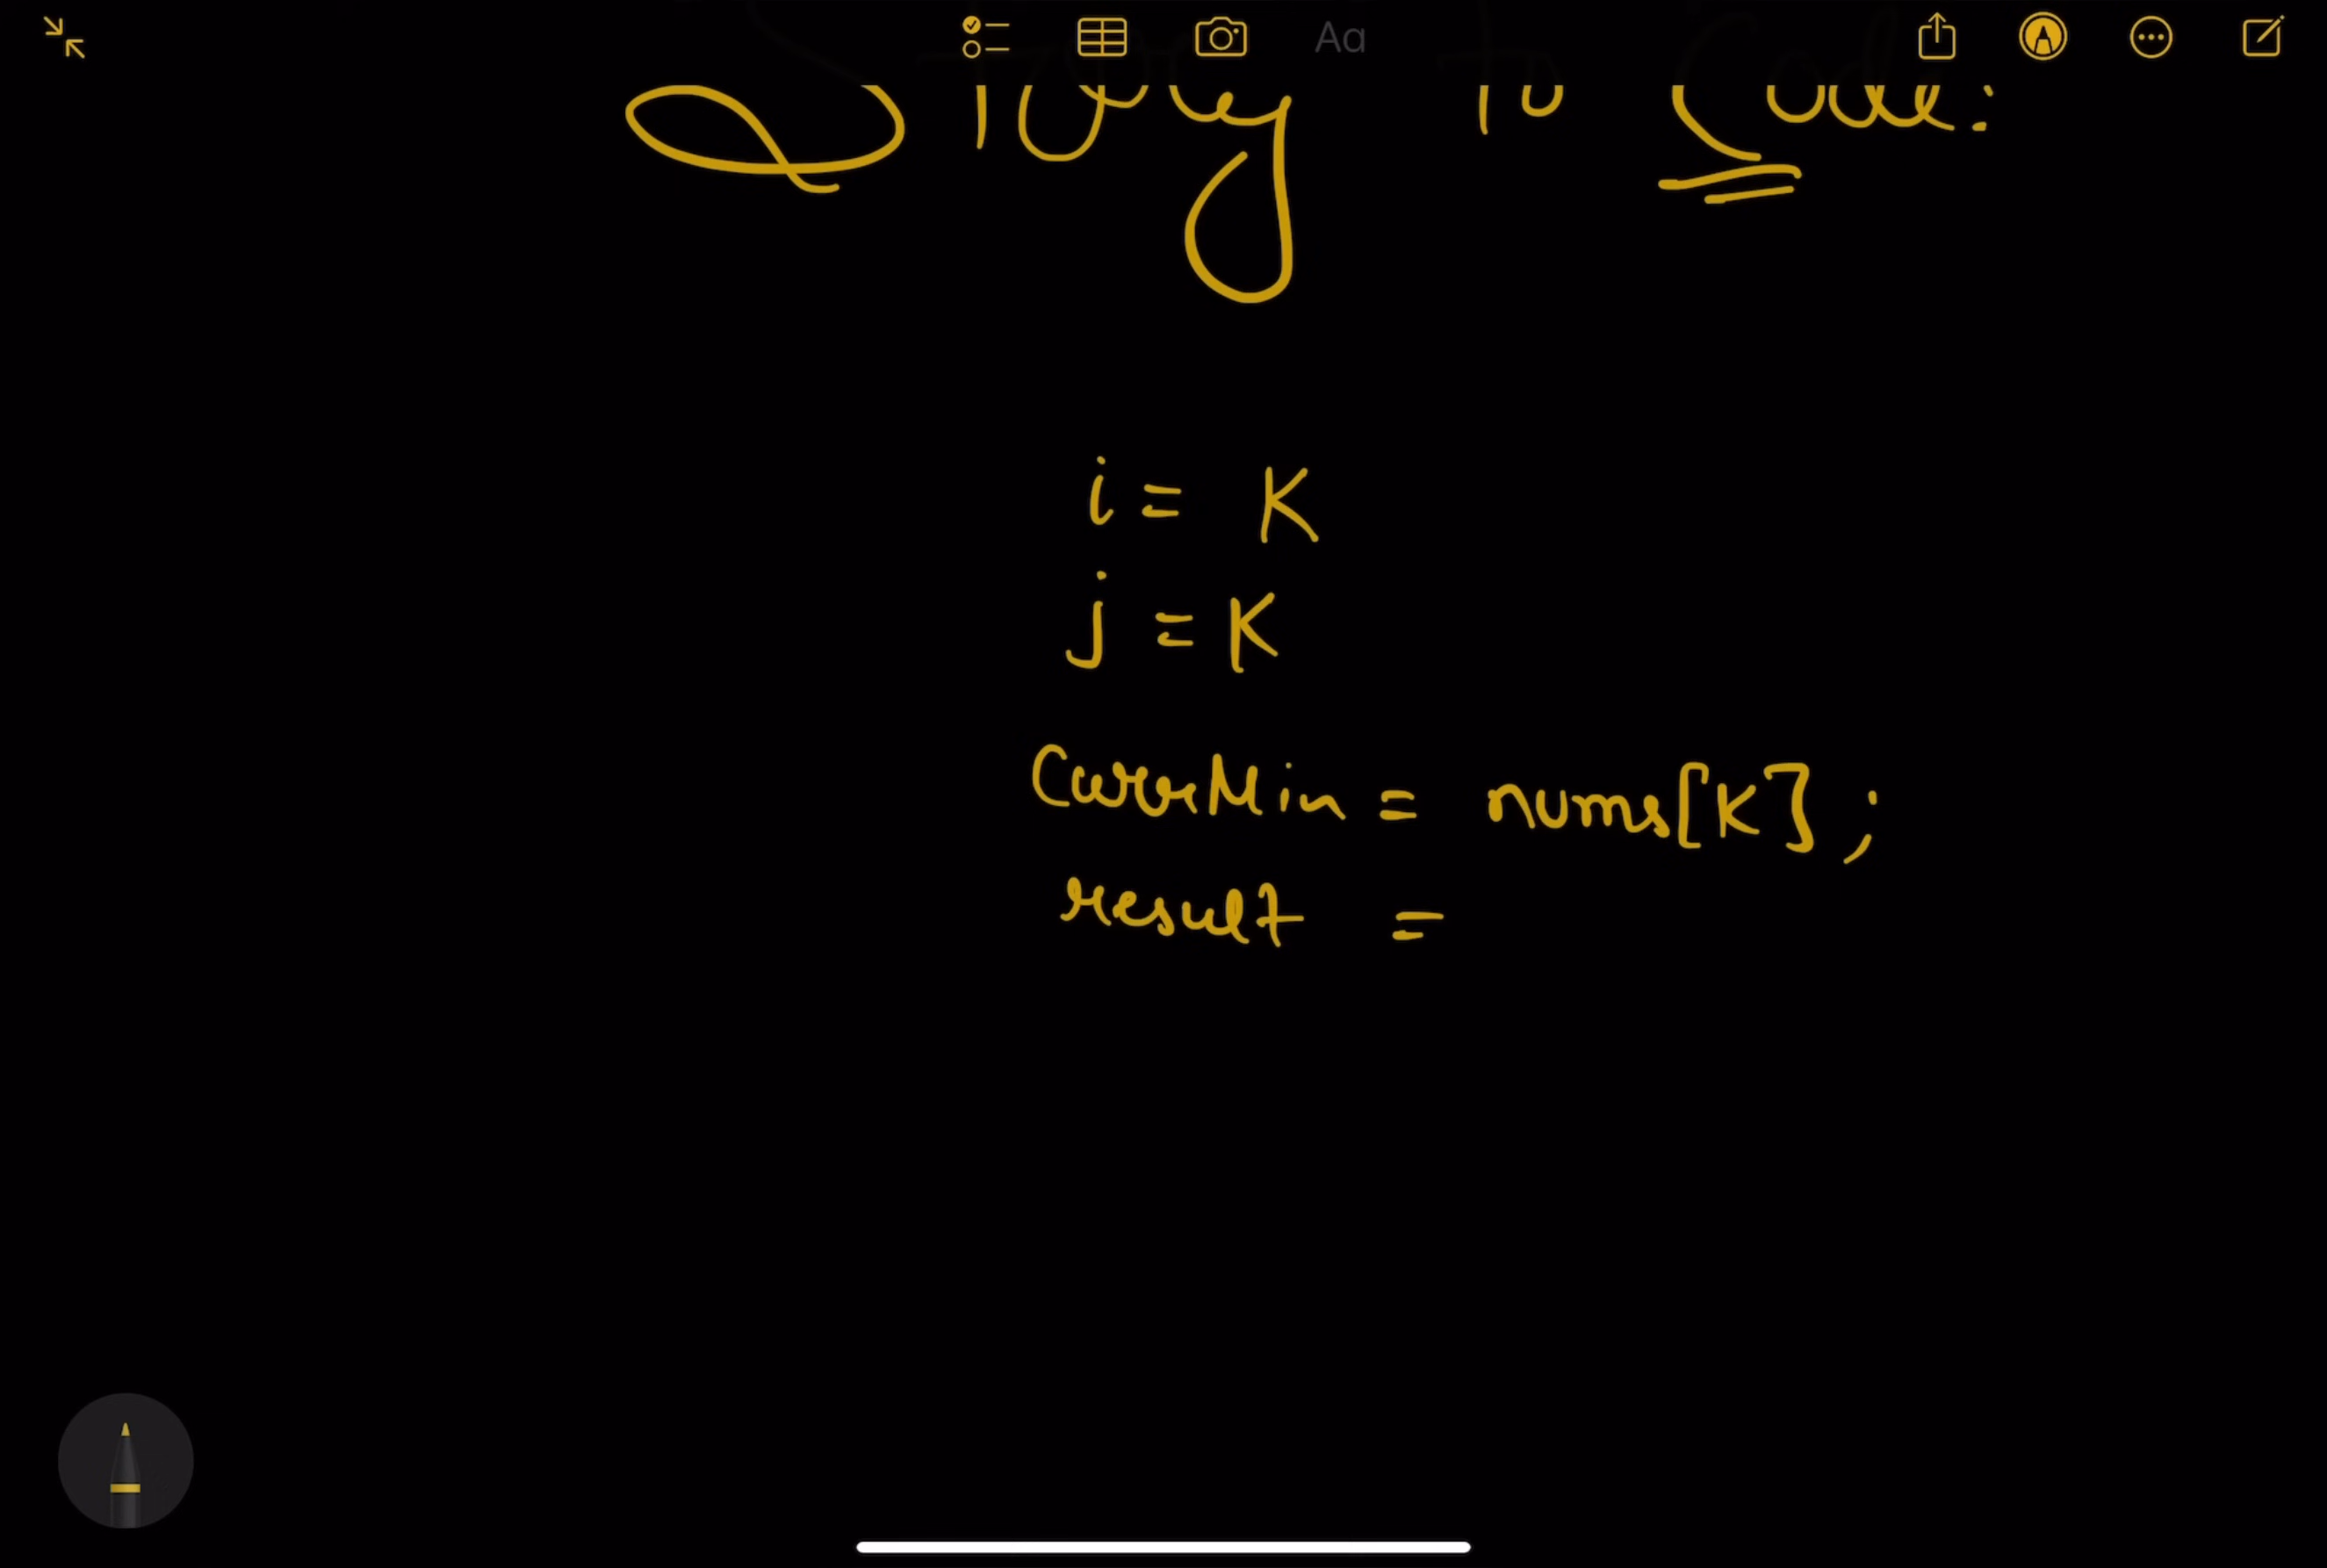 Aa
Story to Code:
i = K
j = K
CurrMin = nums[K];
result =